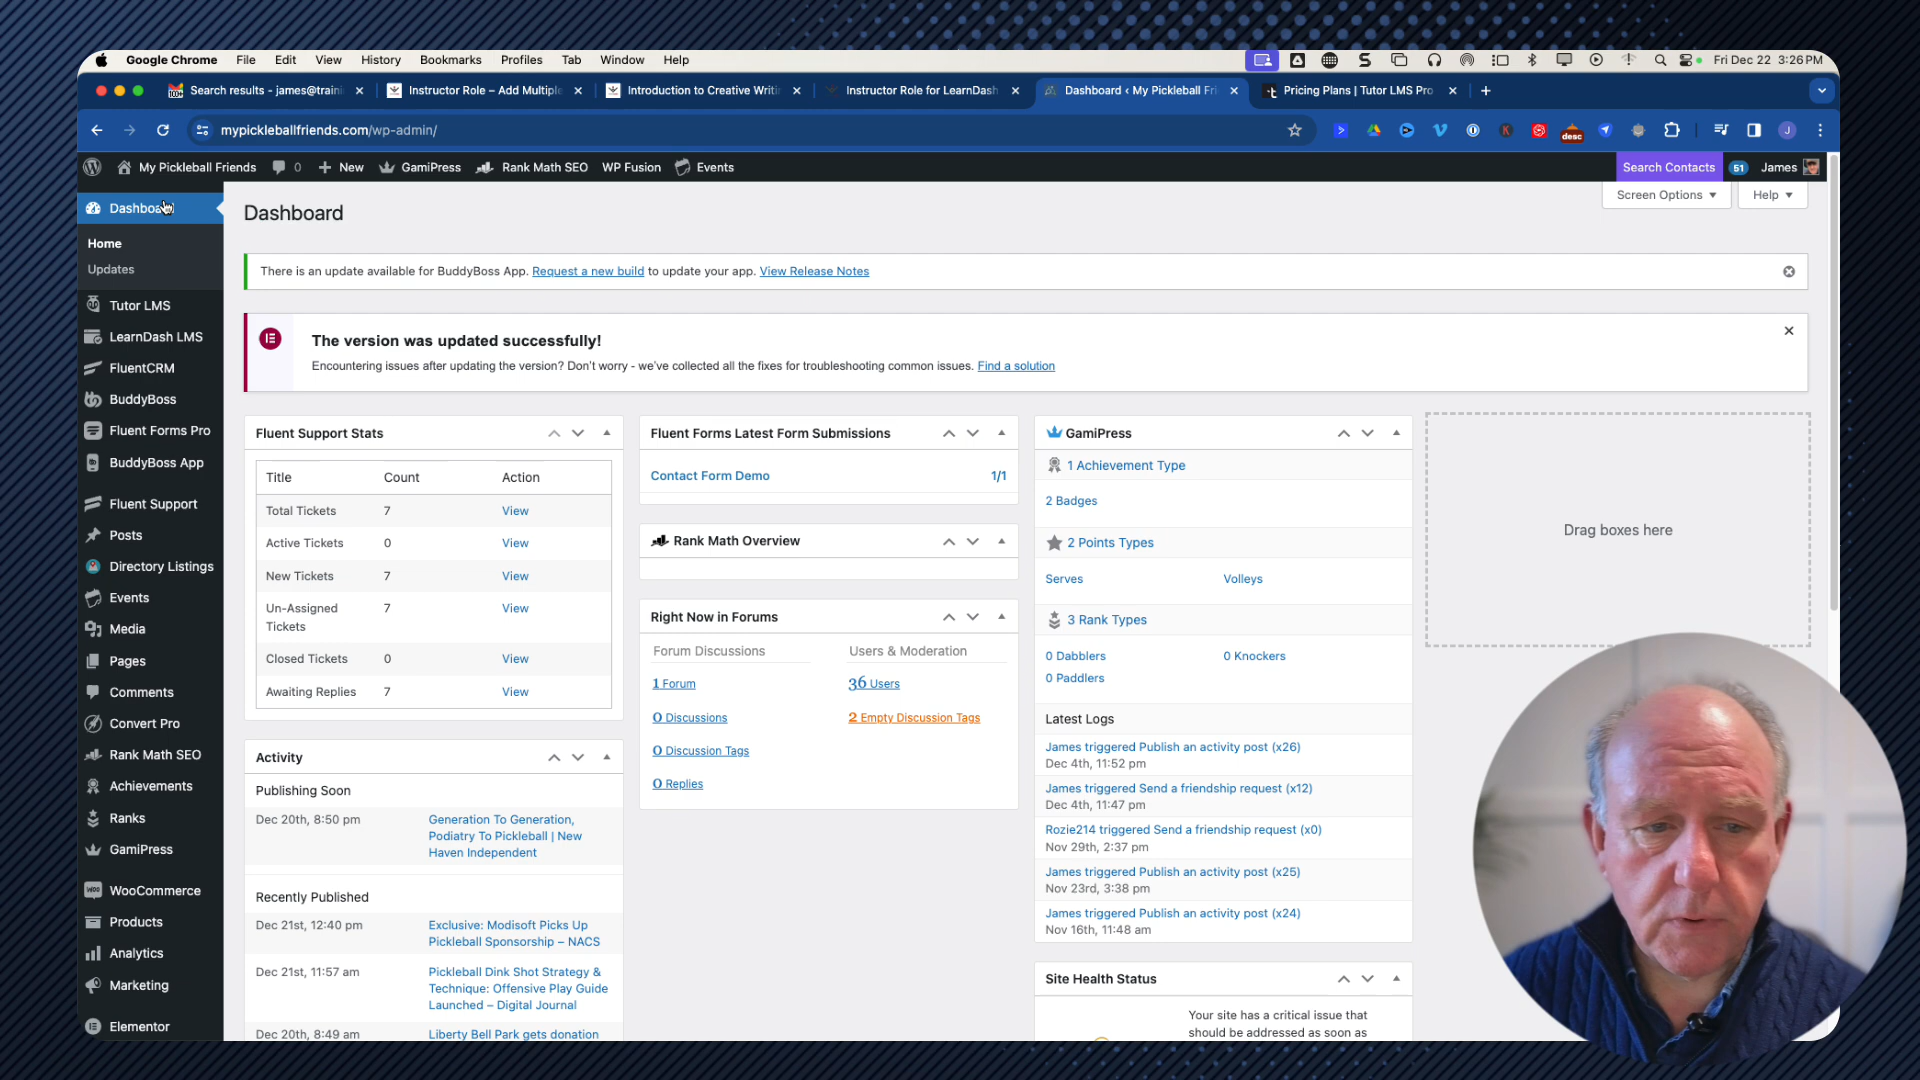 Google Chrome File Edit View History Bookmarks Profiles Tab Window Help Fri Dec 22 3:26 PM
Search results - james@traini Instructor Role – Add Multiple Introduction to Creative Writin Instructor Role for LearnDash Dashboard ‹ My Pickleball Fri Pricing Plans | Tutor LMS Pro
mypickleballfriends.com/wp-admin/
desc
J
My Pickleball Friends 0 + New GamiPress Rank Math SEO WP Fusion Events Search Contacts 51 James
Screen Options Help
Dashboard
Home
Updates
Tutor LMS
LearnDash LMS
FluentCRM
BuddyBoss
Fluent Forms Pro
BuddyBoss App
Fluent Support
Posts
Directory Listings
Events
Media
Pages
Comments
Convert Pro
Rank Math SEO
Achievements
Ranks
GamiPress
WooCommerce
Products
Analytics
Marketing
Elementor
Dashboard
There is an update available for BuddyBoss App. Request a new build to update your app. View Release Notes
The version was updated successfully!
Encountering issues after updating the version? Don't worry - we've collected all the fixes for troubleshooting common issues. Find a solution
Fluent Support Stats
Title Count Action
Total Tickets 7 View
Active Tickets 0 View
New Tickets 7 View
Un-Assigned 7 View
Tickets
Closed Tickets 0 View
Awaiting Replies 7 View
Activity
Publishing Soon
Dec 20th, 8:50 pm Generation To Generation,
Podiatry To Pickleball | New
Haven Independent
Recently Published
Dec 21st, 12:40 pm Exclusive: Modisoft Picks Up
Pickleball Sponsorship – NACS
Dec 21st, 11:57 am Pickleball Dink Shot Strategy &
Technique: Offensive Play Guide
Launched – Digital Journal
Dec 20th, 8:49 am Liberty Bell Park gets donation
Fluent Forms Latest Form Submissions
Contact Form Demo 1/1
Rank Math Overview
Right Now in Forums
Forum Discussions Users & Moderation
1 Forum 36 Users
0 Discussions 2 Empty Discussion Tags
0 Discussion Tags
0 Replies
GamiPress
1 Achievement Type
2 Badges
2 Points Types
Serves Volleys
3 Rank Types
0 Dabblers 0 Knockers
0 Paddlers
Latest Logs
James triggered Publish an activity post (x26)
Dec 4th, 11:52 pm
James triggered Send a friendship request (x12)
Dec 4th, 11:47 pm
Rozie214 triggered Send a friendship request (x0)
Nov 29th, 2:37 pm
James triggered Publish an activity post (x25)
Nov 23rd, 3:38 pm
James triggered Publish an activity post (x24)
Nov 16th, 11:48 am
Site Health Status
Your site has a critical issue that
should be addressed as soon as
Drag boxes here